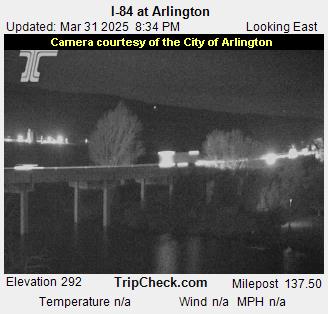 I-84 at Arlington
Updated: Mar 31 2025 8:34 PM Looking East
Camera courtesy of the City of Arlington
Elevation 292 TripCheck.com Milepost 137.50
Temperature n/a Wind n/a MPH n/a